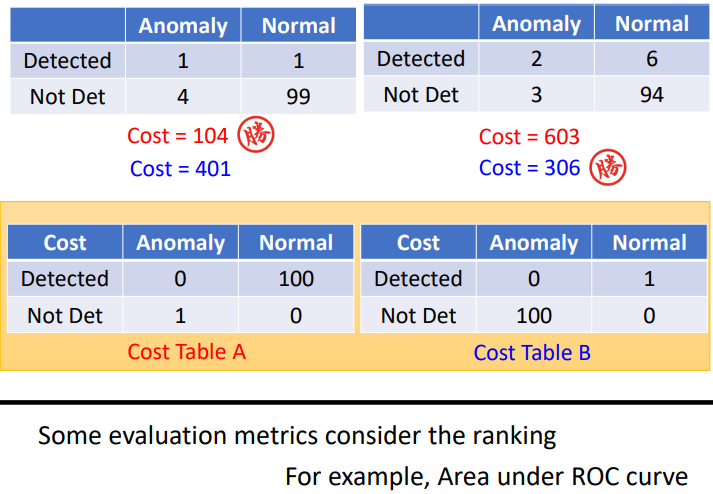 Anomaly Normal
Detected 1 1
Not Det 4 99
Cost = 104 勝
Cost = 401
Anomaly Normal
Detected 2 6
Not Det 3 94
Cost = 603
Cost = 306 勝
Cost Anomaly Normal
Detected 0 100
Not Det 1 0
Cost Table A
Cost Anomaly Normal
Detected 0 1
Not Det 100 0
Cost Table B
Some evaluation metrics consider the ranking
For example, Area under ROC curve